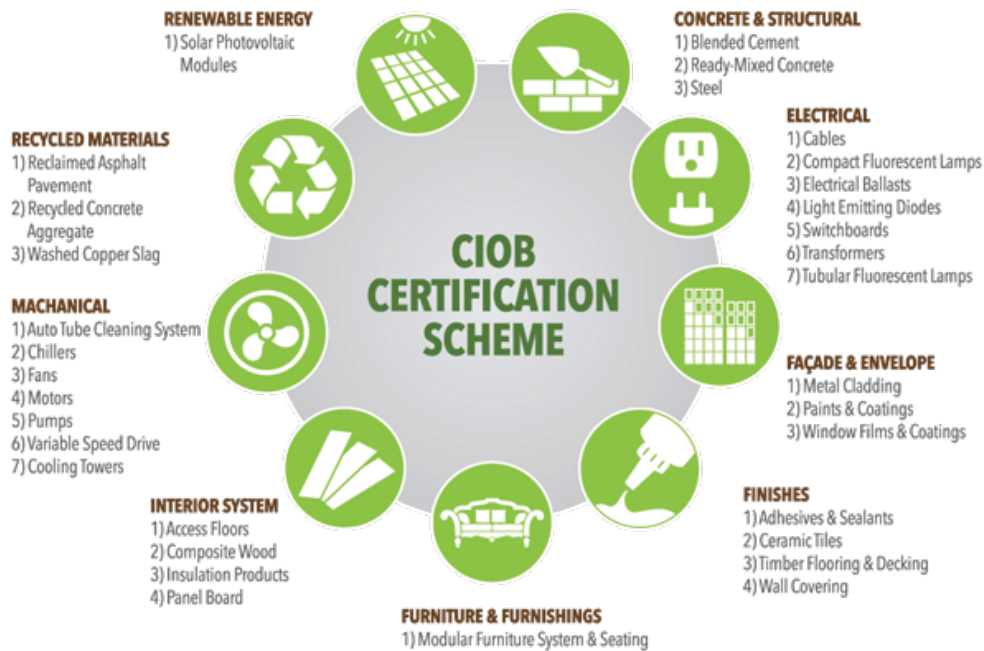 RENEWABLE ENERGY
1) Solar Photovoltaic
Modules
CONCRETE & STRUCTURAL
1) Blended Cement
2) Ready-Mixed Concrete
3) Steel
ELECTRICAL
1) Cables
2) Compact Fluorescent Lamps
3) Electrical Ballasts
4) Light Emitting Diodes
5) Switchboards
6) Transformers
7) Tubular Fluorescent Lamps
RECYCLED MATERIALS
1) Reclaimed Asphalt
Pavement
2) Recycled Concrete
Aggregate
3) Washed Copper Slag
CIOB
CERTIFICATION
SCHEME
MACHANICAL
1) Auto Tube Cleaning System
2) Chillers
3) Fans
4) Motors
5) Pumps
6) Variable Speed Drive
7) Cooling Towers
FAÇADE & ENVELOPE
1) Metal Cladding
2) Paints & Coatings
3) Window Films & Coatings
INTERIOR SYSTEM
1) Access Floors
2) Composite Wood
3) Insulation Products
4) Panel Board
FINISHES
1) Adhesives & Sealants
2) Ceramic Tiles
3) Timber Flooring & Decking
4) Wall Covering
FURNITURE & FURNISHINGS
1) Modular Furniture System & Seating